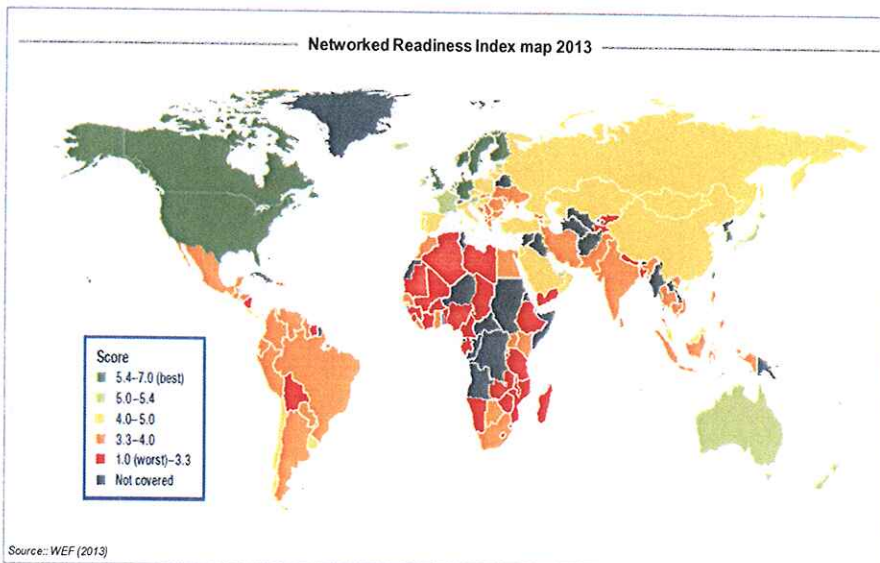 Networked Readiness Index map 2013
Score
5.4–7.0 (best)
5.0–5.4
4.0–5.0
3.3–4.0
1.0 (worst)–3.3
Not covered
Source:: WEF (2013)